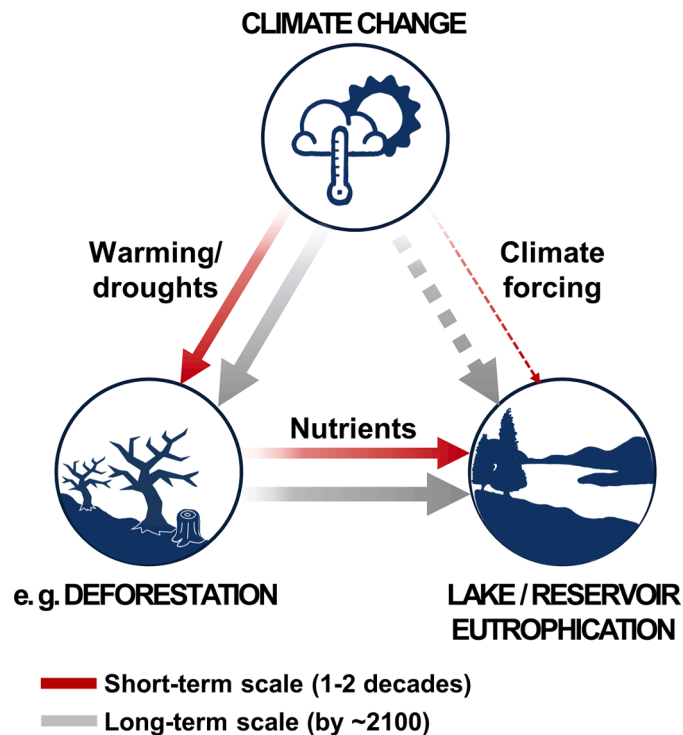 CLIMATE CHANGE
Warming/
droughts
Climate
forcing
Nutrients
e. g. DEFORESTATION
LAKE / RESERVOIR
EUTROPHICATION
Short-term scale (1-2 decades)
Long-term scale (by ~2100)